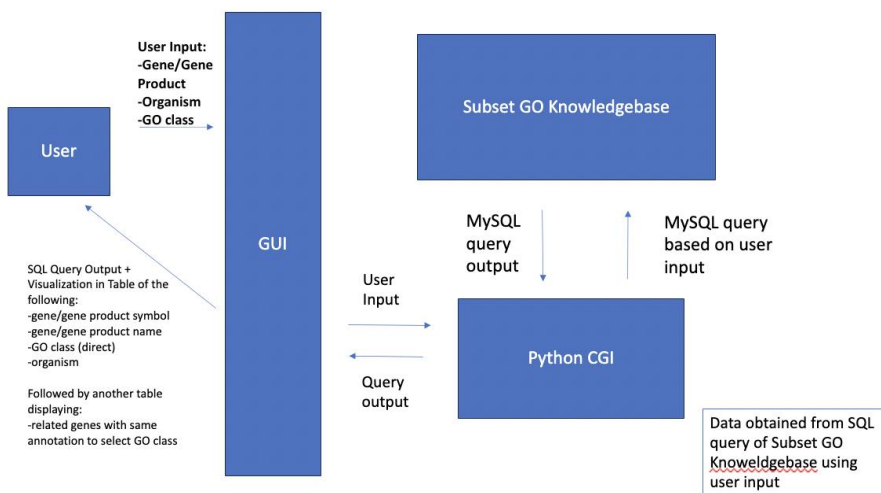 User Input:
-Gene/Gene
Product
-Organism
-GO class
User
GUI
Subset GO Knowledgebase
MySQL
query
output
MySQL query
based on user
input
User
Input
Query
output
Python CGI
SQL Query Output +
Visualization in Table of the
following:
-gene/gene product symbol
-gene/gene product name
-GO class (direct)
-organism
Followed by another table
displaying:
-related genes with same
annotation to select GO class
Data obtained from SQL
query of Subset GO
Knoweldgebase using
user input